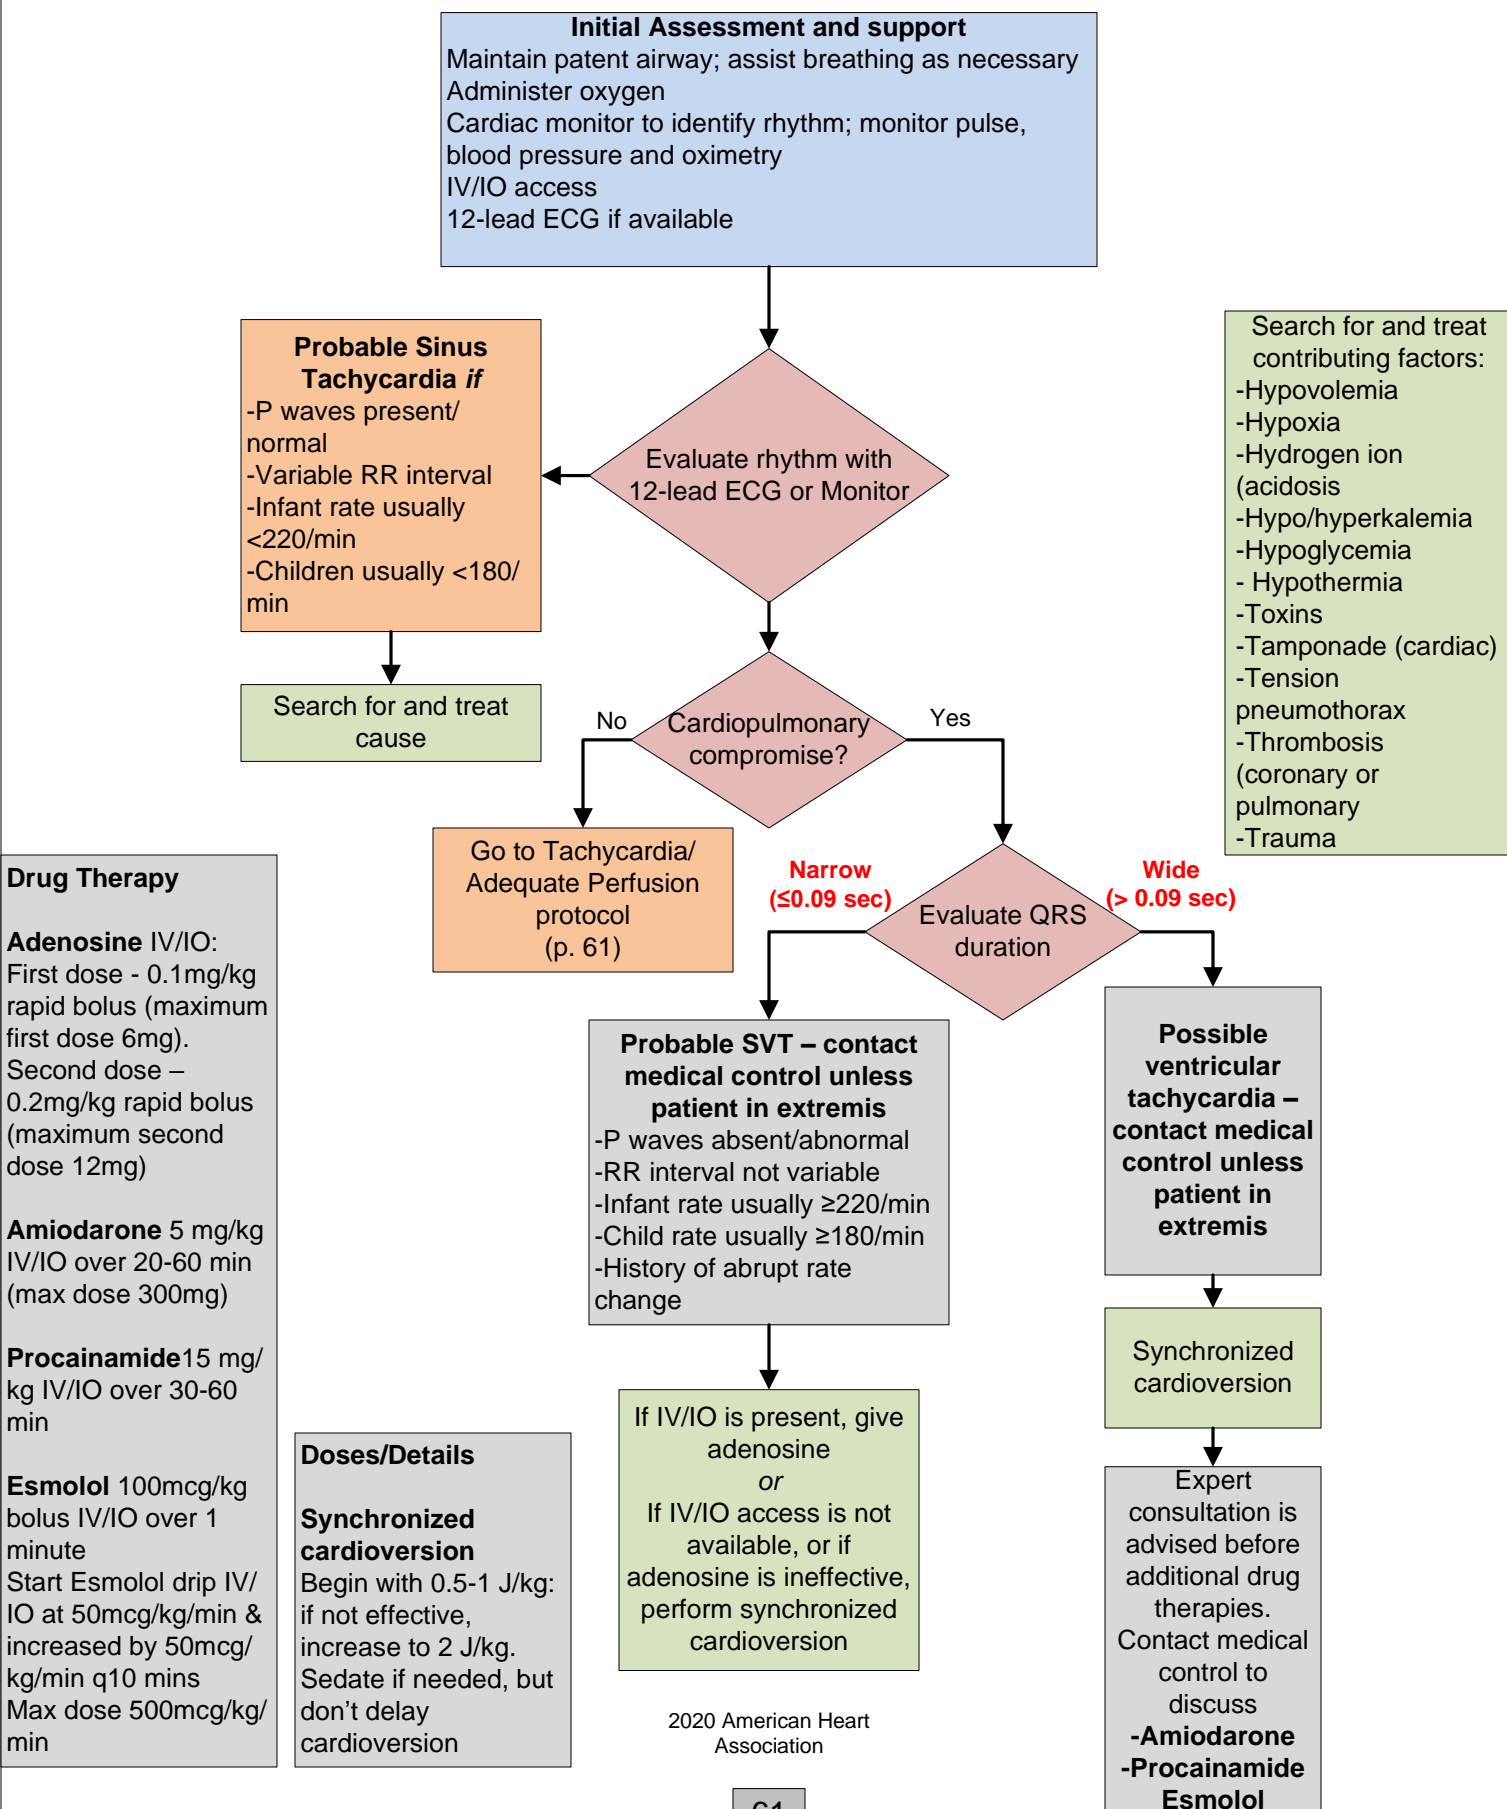 Initial Assessment and support
Maintain patent airway; assist breathing as necessary
Administer oxygen
Cardiac monitor to identify rhythm; monitor pulse,
blood pressure and oximetry
IV/IO access
12-lead ECG if available
Probable Sinus
Tachycardia if
-P waves present/
normal
-Variable RR interval
-Infant rate usually
<220/min
-Children usually <180/
min
Evaluate rhythm with
12-lead ECG or Monitor
Search for and treat
contributing factors:
-Hypovolemia
-Hypoxia
-Hydrogen ion
(acidosis
-Hypo/hyperkalemia
-Hypoglycemia
- Hypothermia
-Toxins
-Tamponade (cardiac)
-Tension
pneumothorax
-Thrombosis
(coronary or
pulmonary
-Trauma
Search for and treat
cause
No
Cardiopulmonary
compromise?
Yes
Go to Tachycardia/
Adequate Perfusion
protocol
(p. 61)
Narrow
(≤0.09 sec)
Evaluate QRS
duration
Wide
(> 0.09 sec)
Drug Therapy
Adenosine IV/IO:
First dose - 0.1mg/kg
rapid bolus (maximum
first dose 6mg).
Second dose –
0.2mg/kg rapid bolus
(maximum second
dose 12mg)
Amiodarone 5 mg/kg
IV/IO over 20-60 min
(max dose 300mg)
Procainamide15 mg/
kg IV/IO over 30-60
min
Esmolol 100mcg/kg
bolus IV/IO over 1
minute
Start Esmolol drip IV/
IO at 50mcg/kg/min &
increased by 50mcg/
kg/min q10 mins
Max dose 500mcg/kg/
min
Doses/Details
Synchronized
cardioversion
Begin with 0.5-1 J/kg:
if not effective,
increase to 2 J/kg.
Sedate if needed, but
don’t delay
cardioversion
Probable SVT – contact
medical control unless
patient in extremis
-P waves absent/abnormal
-RR interval not variable
-Infant rate usually ≥220/min
-Child rate usually ≥180/min
-History of abrupt rate
change
If IV/IO is present, give
adenosine
or
If IV/IO access is not
available, or if
adenosine is ineffective,
perform synchronized
cardioversion
Possible
ventricular
tachycardia –
contact medical
control unless
patient in
extremis
Synchronized
cardioversion
Expert
consultation is
advised before
additional drug
therapies.
Contact medical
control to
discuss
-Amiodarone
-Procainamide
Esmolol
2020 American Heart
Association
61